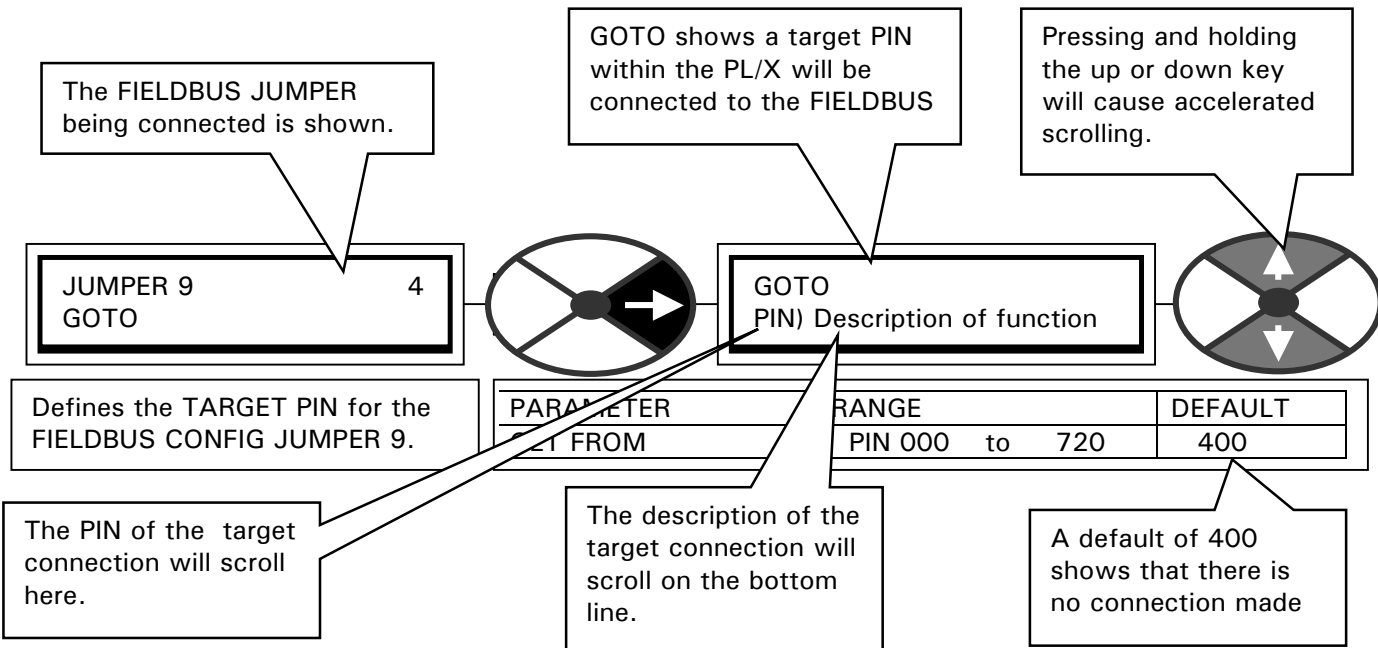 The FIELDBUS JUMPER
being connected is shown.
GOTO shows a target PIN
within the PL/X will be
connected to the FIELDBUS
Pressing and holding
the up or down key
will cause accelerated
scrolling.
JUMPER 9 4
GOTO
GOTO
PIN) Description of function
Defines the TARGET PIN for the
FIELDBUS CONFIG JUMPER 9.
PARAMETER RANGE DEFAULT
GET FROM PIN 000 to 720 400
The PIN of the target
connection will scroll
here.
The description of the
target connection will
scroll on the bottom
line.
A default of 400
shows that there is
no connection made